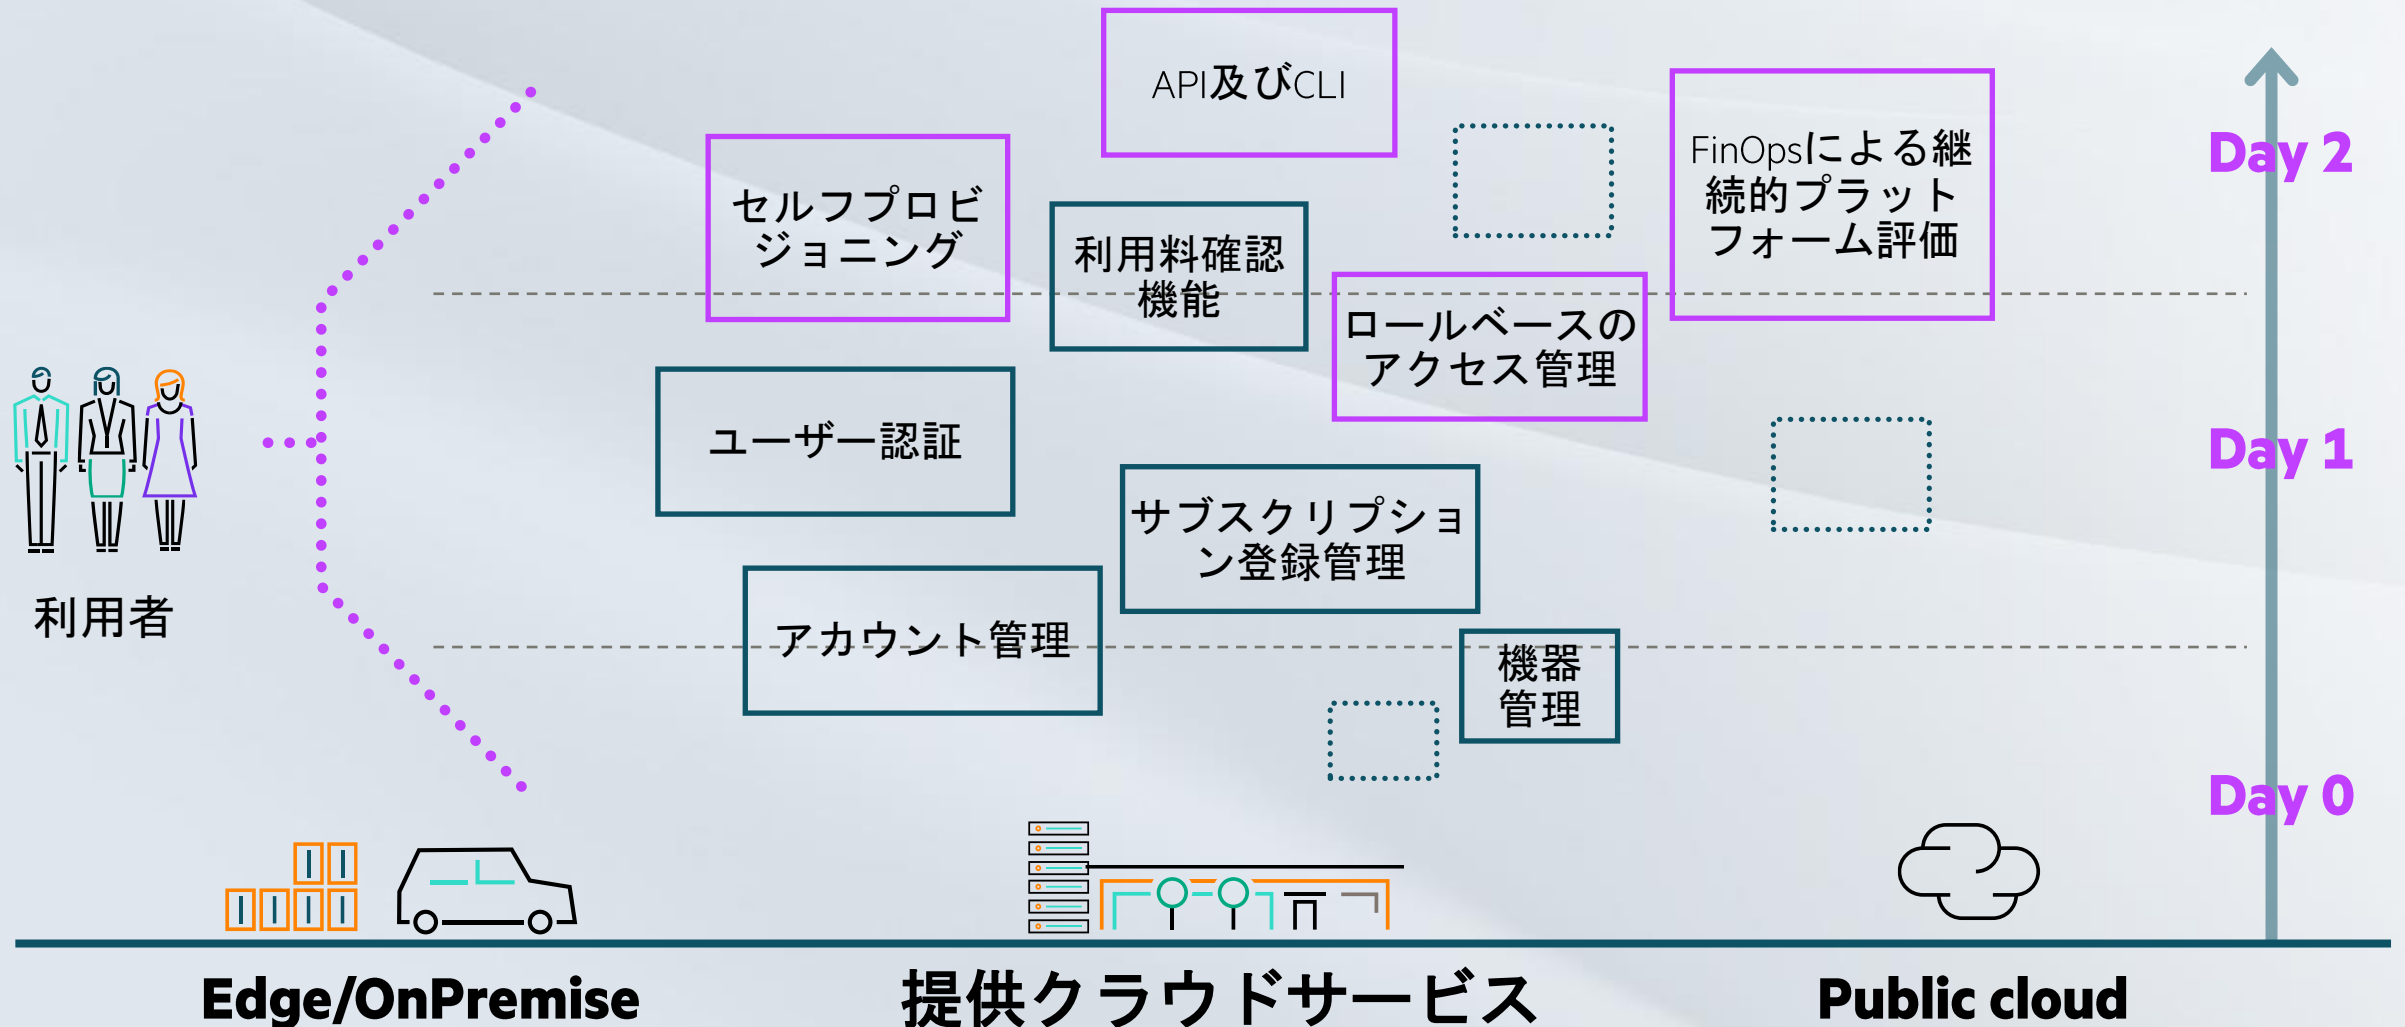 API及びCLI
Day 2
FinOpsによる継
続的プラット
フォーム評価
セルフプロビ
ジョニング
利用料確認
機能
ロールベースの
アクセス管理
Day 1
ユーザー認証
サブスクリプショ
ン登録管理
利用者
アカウント管理
機器
管理
Day 0
Edge/OnPremise
提供クラウドサービス
Public cloud